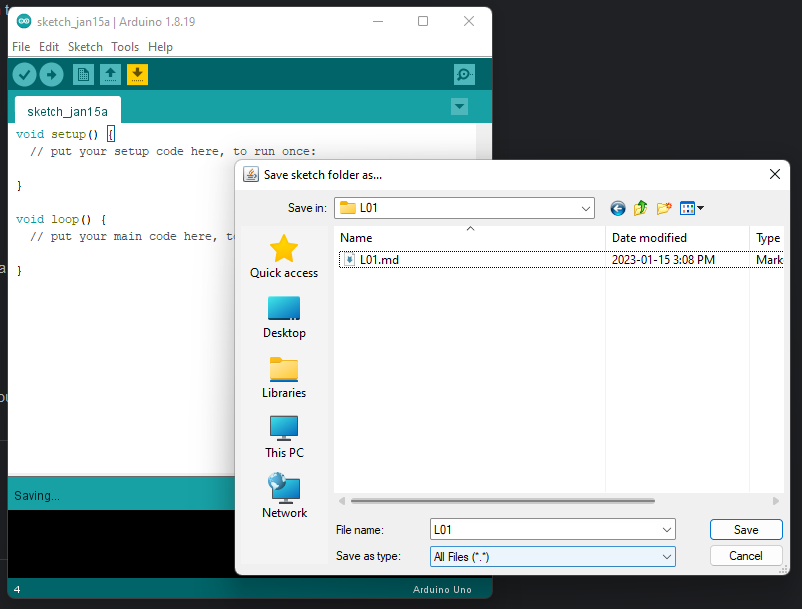 sketch_jan15a | Arduino 1.8.19
File Edit Sketch Tools Help
sketch_jan15a
void setup() {
// put your setup code here, to run once:
}
void loop() {
// put your main code here, t
}
Saving...
4
Arduino Uno
Save sketch folder as...
Save in: L01
Quick access
Desktop
Libraries
This PC
Network
Name Date modified Type
L01.md 2023-01-15 3:08 PM Mark
File name: L01 Save
Save as type: All Files (*.*) Cancel